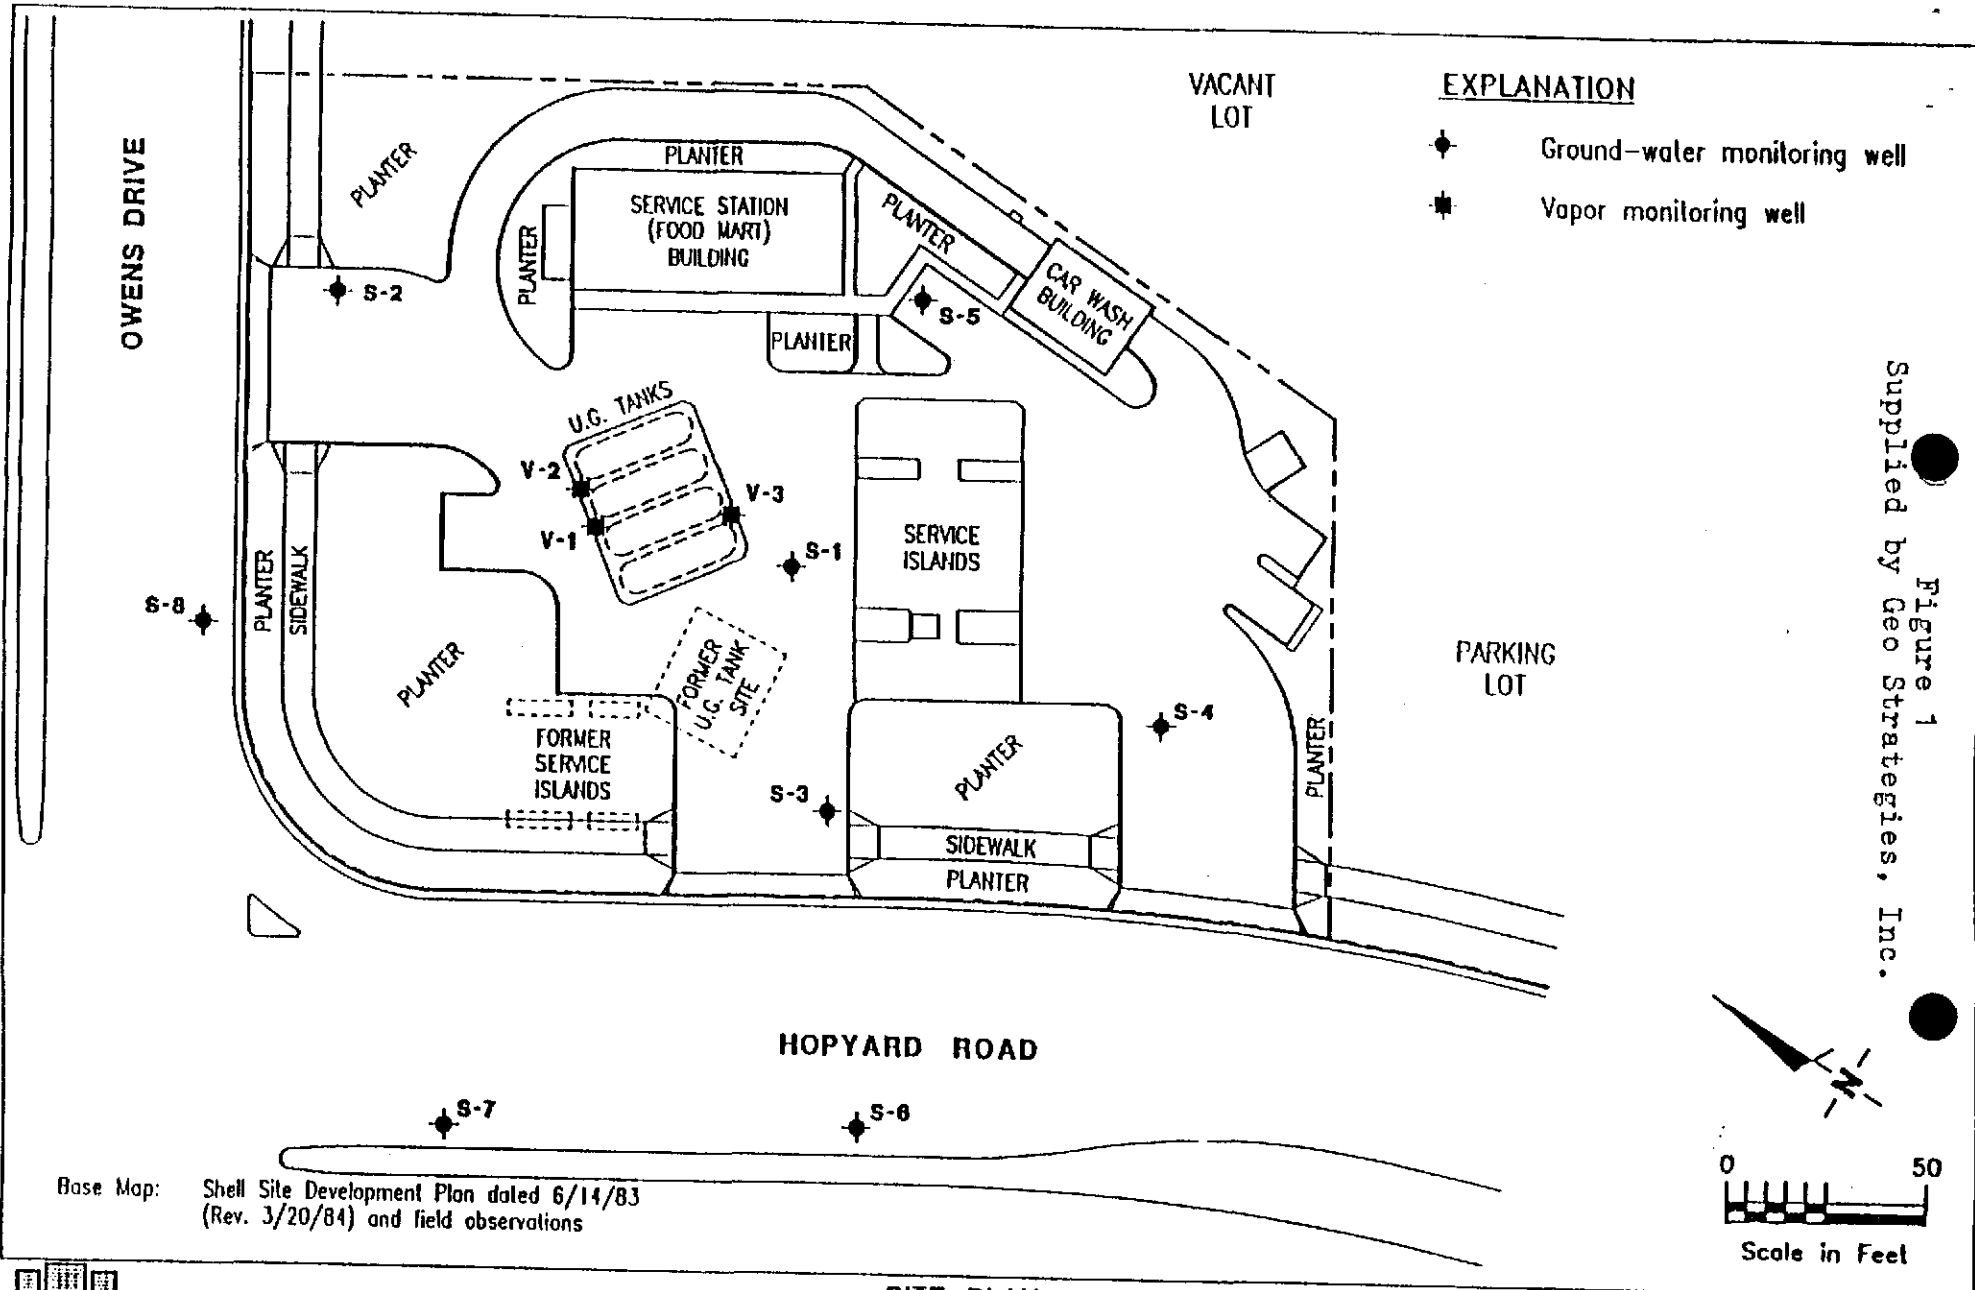 VACANT
LOT
EXPLANATION
Ground-water monitoring well
Vapor monitoring well
OWENS DRIVE
PLANTER
PLANTER
SERVICE STATION
(FOOD MART)
BUILDING
PLANTER
PLANTER
CAR WASH
BUILDING
S-2
S-5
PLANTER
U.G. TANKS
V-2
V-3
V-1
S-1
SERVICE
ISLANDS
S-8
PLANTER
SIDEWALK
PLANTER
FORMER
U.G. TANK
SITE
PARKING
LOT
S-4
FORMER
SERVICE
ISLANDS
PLANTER
PLANTER
S-3
SIDEWALK
PLANTER
Figure 1
Supplied by Geo Strategies, Inc.
HOPYARD ROAD
S-7
S-6
N
0 50
Scale in Feet
Base Map: Shell Site Development Plan dated 6/14/83
(Rev. 3/20/84) and field observations